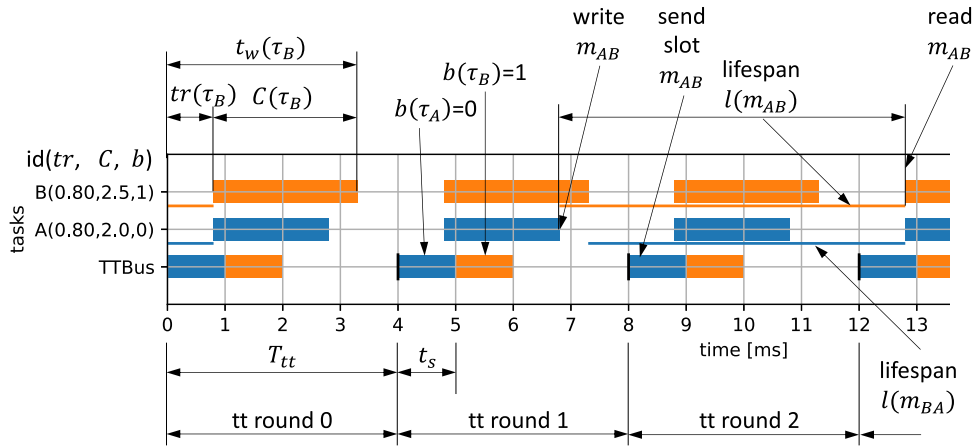 write
m_AB
send
slot
m_AB
read
m_AB
t_w(τ_B)
tr(τ_B)
C(τ_B)
b(τ_B)=1
b(τ_A)=0
lifespan
l(m_AB)
id(tr, C, b)
B(0.80,2.5,1)
A(0.80,2.0,0)
TTBus
tasks
0 1 2 3 4 5 6 7 8 9 10 11 12 13
time [ms]
T_tt
t_s
lifespan
l(m_BA)
tt round 0
tt round 1
tt round 2